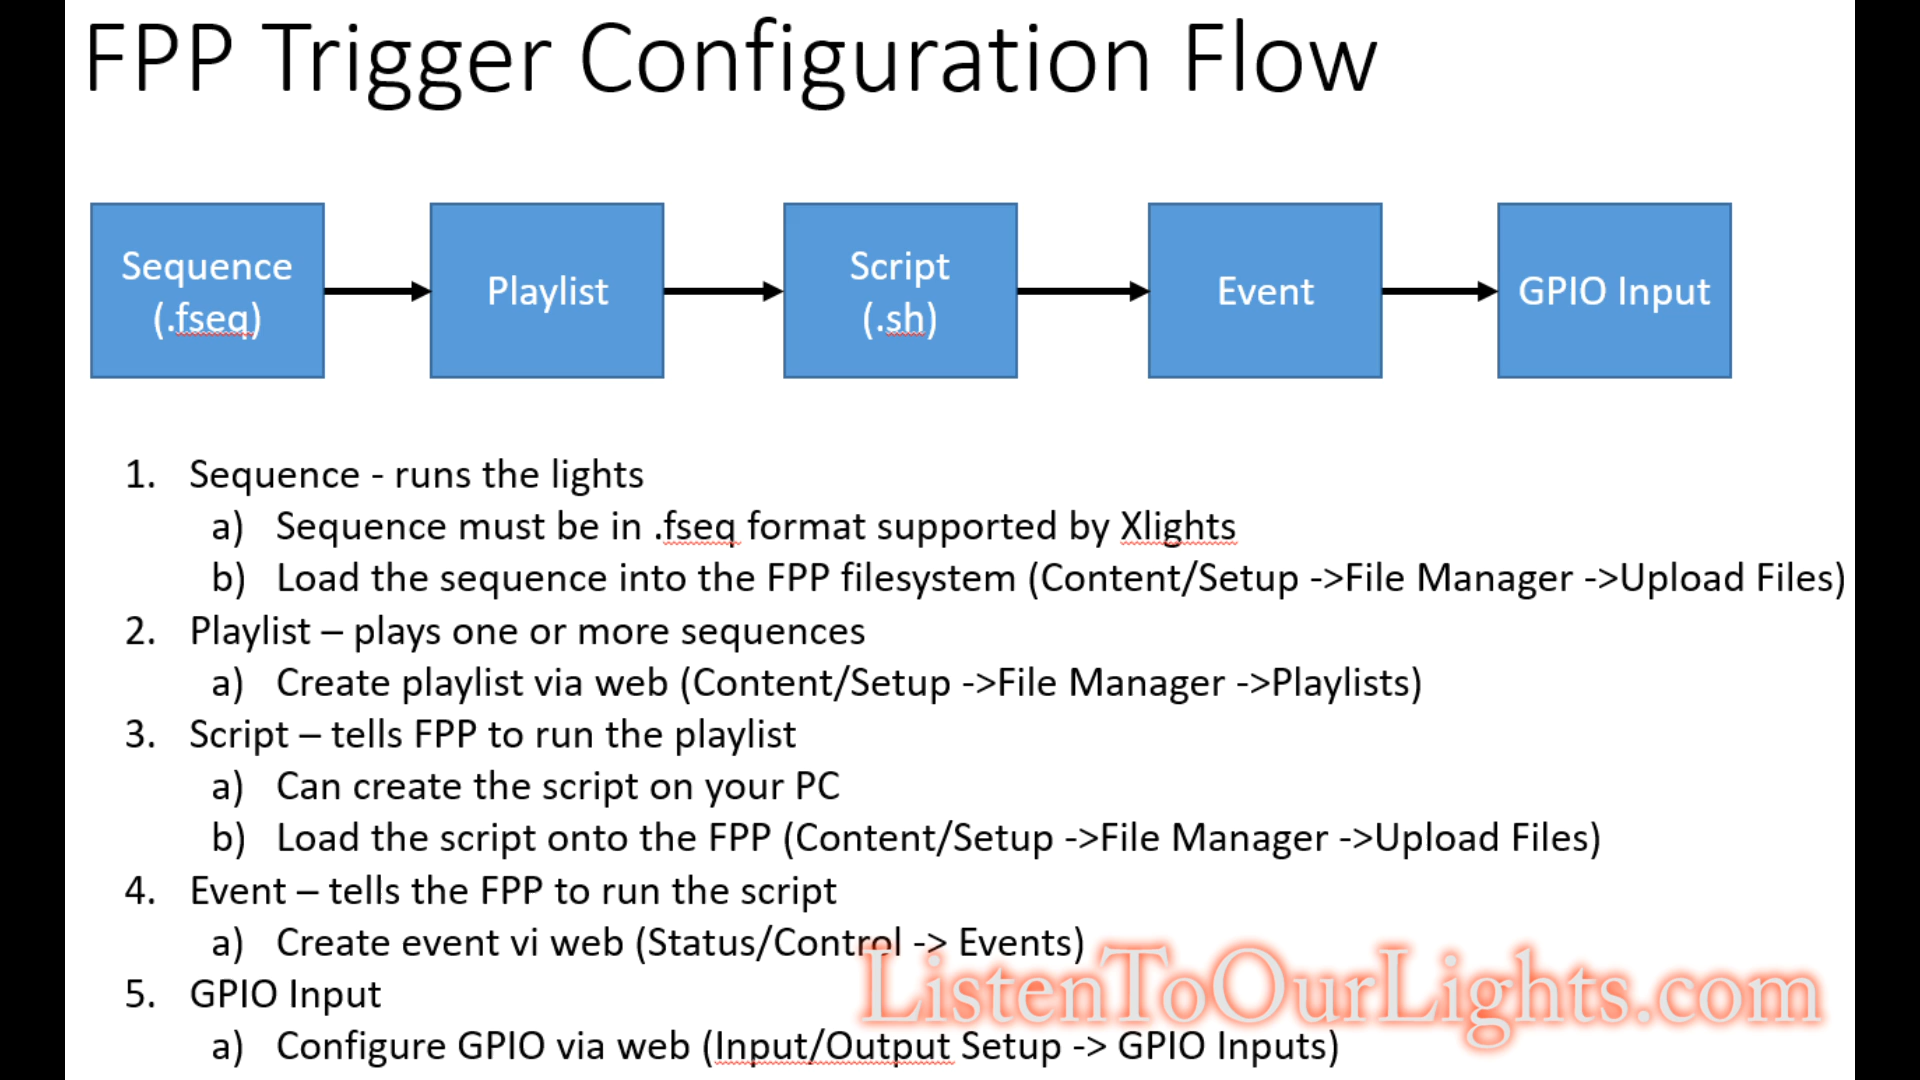 FPP Trigger Configuration Flow
Sequence
(.fseq)
Playlist
Script
(.sh)
Event
GPIO Input
1. Sequence - runs the lights
a) Sequence must be in .fseq format supported by Xlights
b) Load the sequence into the FPP filesystem (Content/Setup ->File Manager ->Upload Files)
2. Playlist – plays one or more sequences
a) Create playlist via web (Content/Setup ->File Manager ->Playlists)
3. Script – tells FPP to run the playlist
a) Can create the script on your PC
b) Load the script onto the FPP (Content/Setup ->File Manager ->Upload Files)
4. Event – tells the FPP to run the script
a) Create event vi web (Status/Control -> Events)
5. GPIO Input
a) Configure GPIO via web (Input/Output Setup -> GPIO Inputs)
ListenToOurLights.com